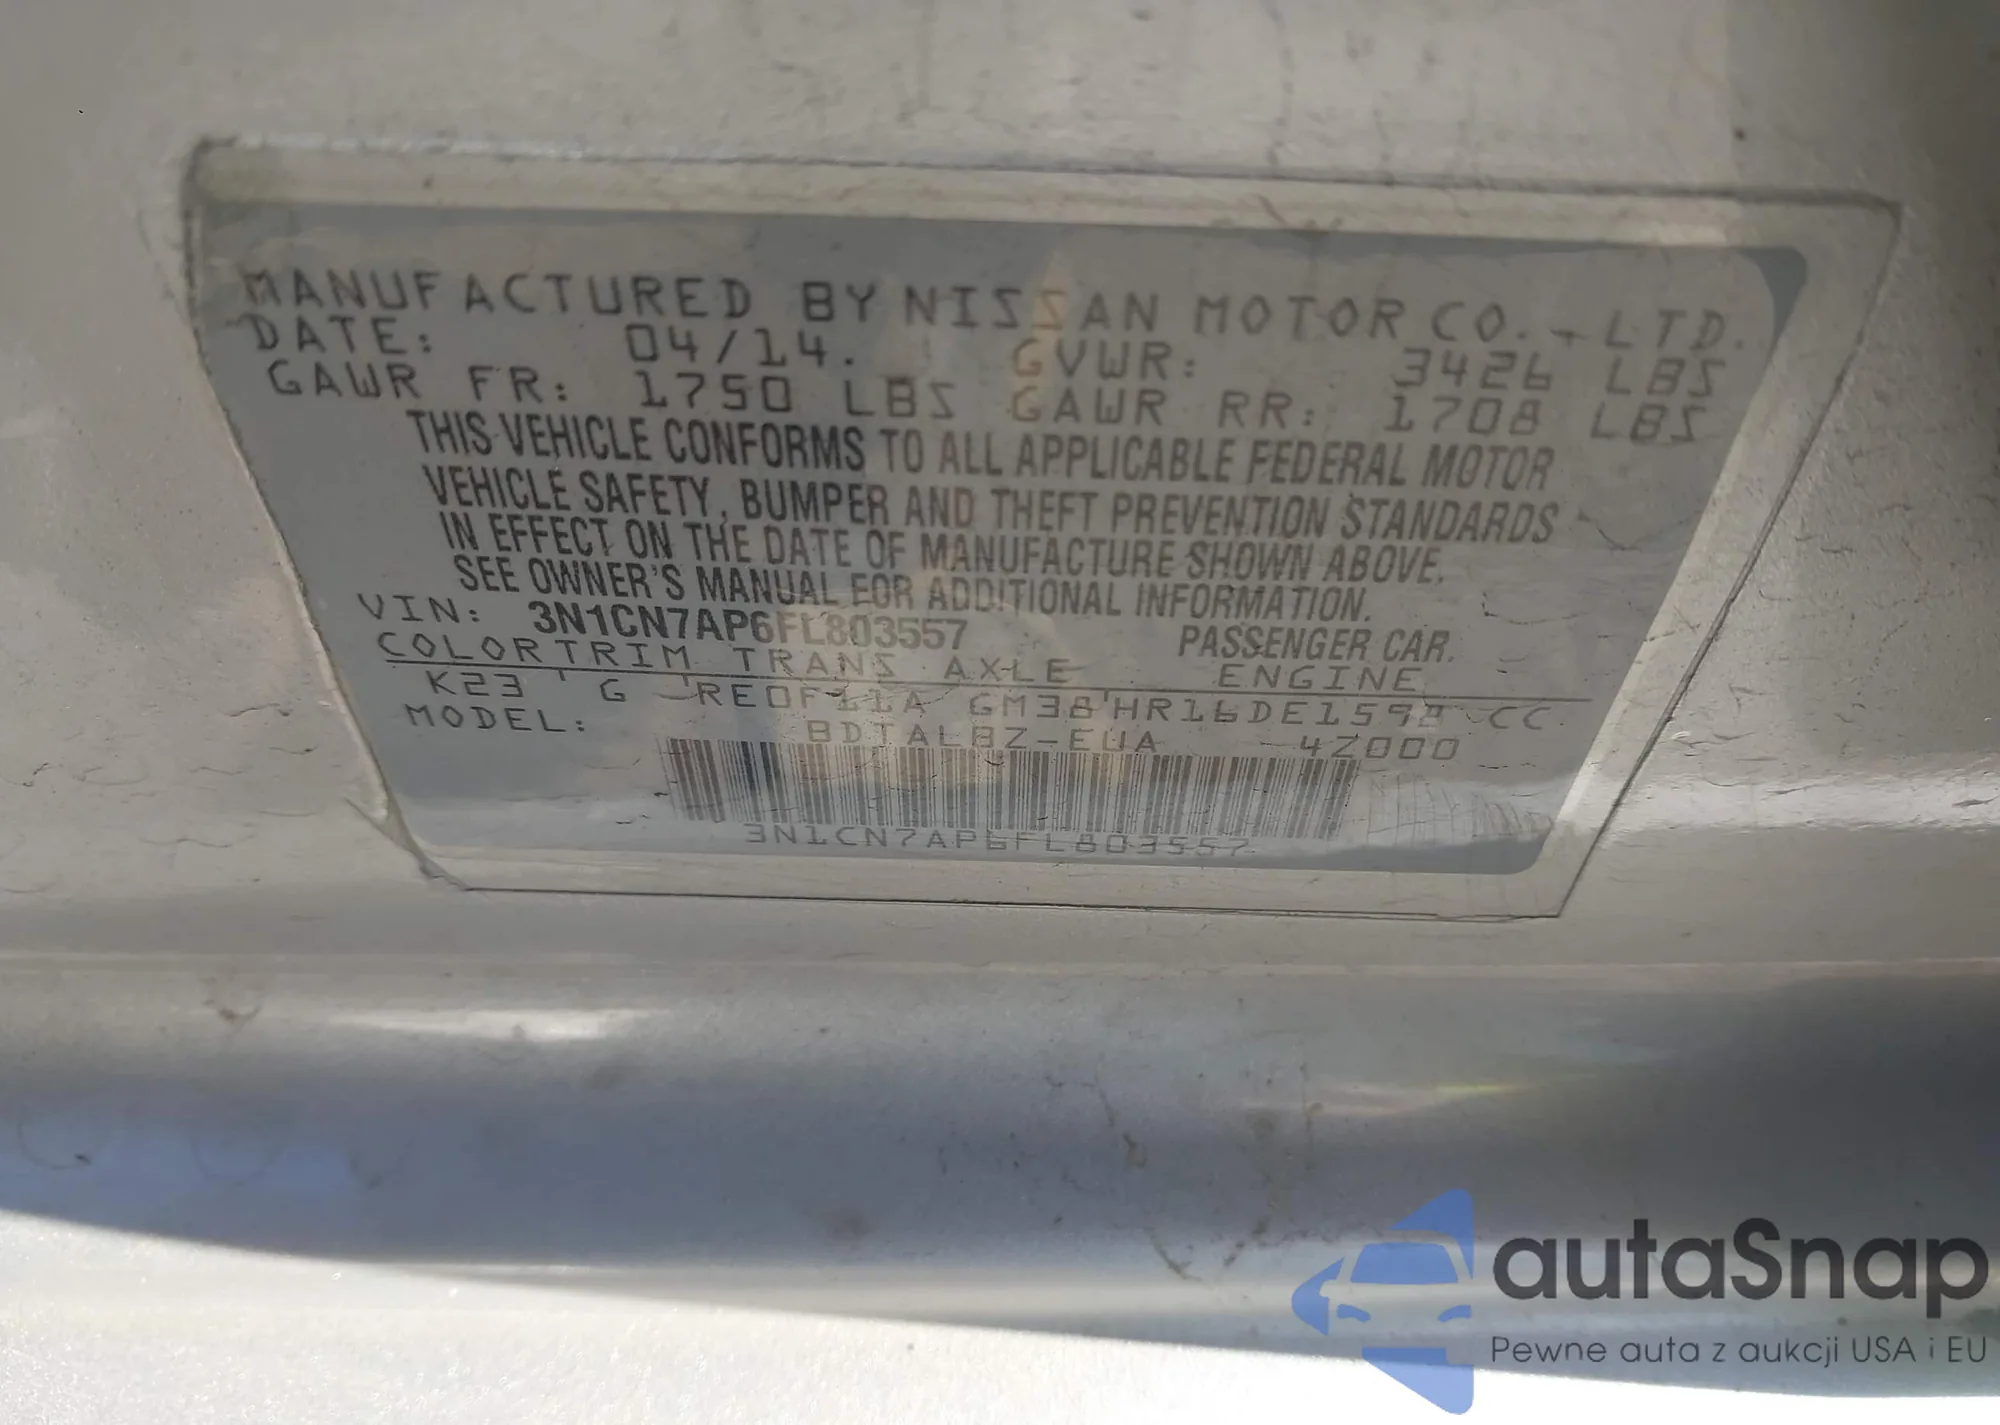 MANUFACTURED BY NISSAN MOTOR CO., LTD.
DATE: 04/14. GVWR: 3426 LBS
GAWR FR: 1750 LBS GAWR RR: 1708 LBS
THIS VEHICLE CONFORMS TO ALL APPLICABLE FEDERAL MOTOR
VEHICLE SAFETY, BUMPER AND THEFT PREVENTION STANDARDS
IN EFFECT ON THE DATE OF MANUFACTURE SHOWN ABOVE.
SEE OWNER'S MANUAL FOR ADDITIONAL INFORMATION.
VIN: 3N1CN7AP6FL803557 PASSENGER CAR.
COLOR TRIM TRANS AXLE ENGINE
K23 G RE0F11A GM38 HR16DE1598 CC
MODEL: BDTALBZ-EUA 4Z000
3N1CN7AP6FL803557
autaSnap
Pewne auta z aukcji USA i EU